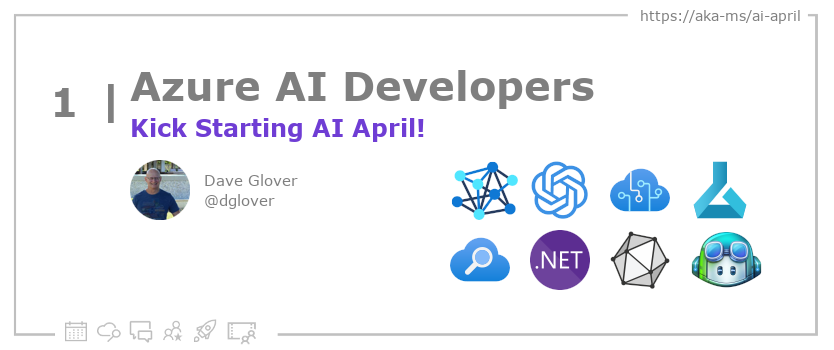 https://aka-ms/ai-april
1 | Azure AI Developers
Kick Starting AI April!
Dave Glover
@dglover
.NET